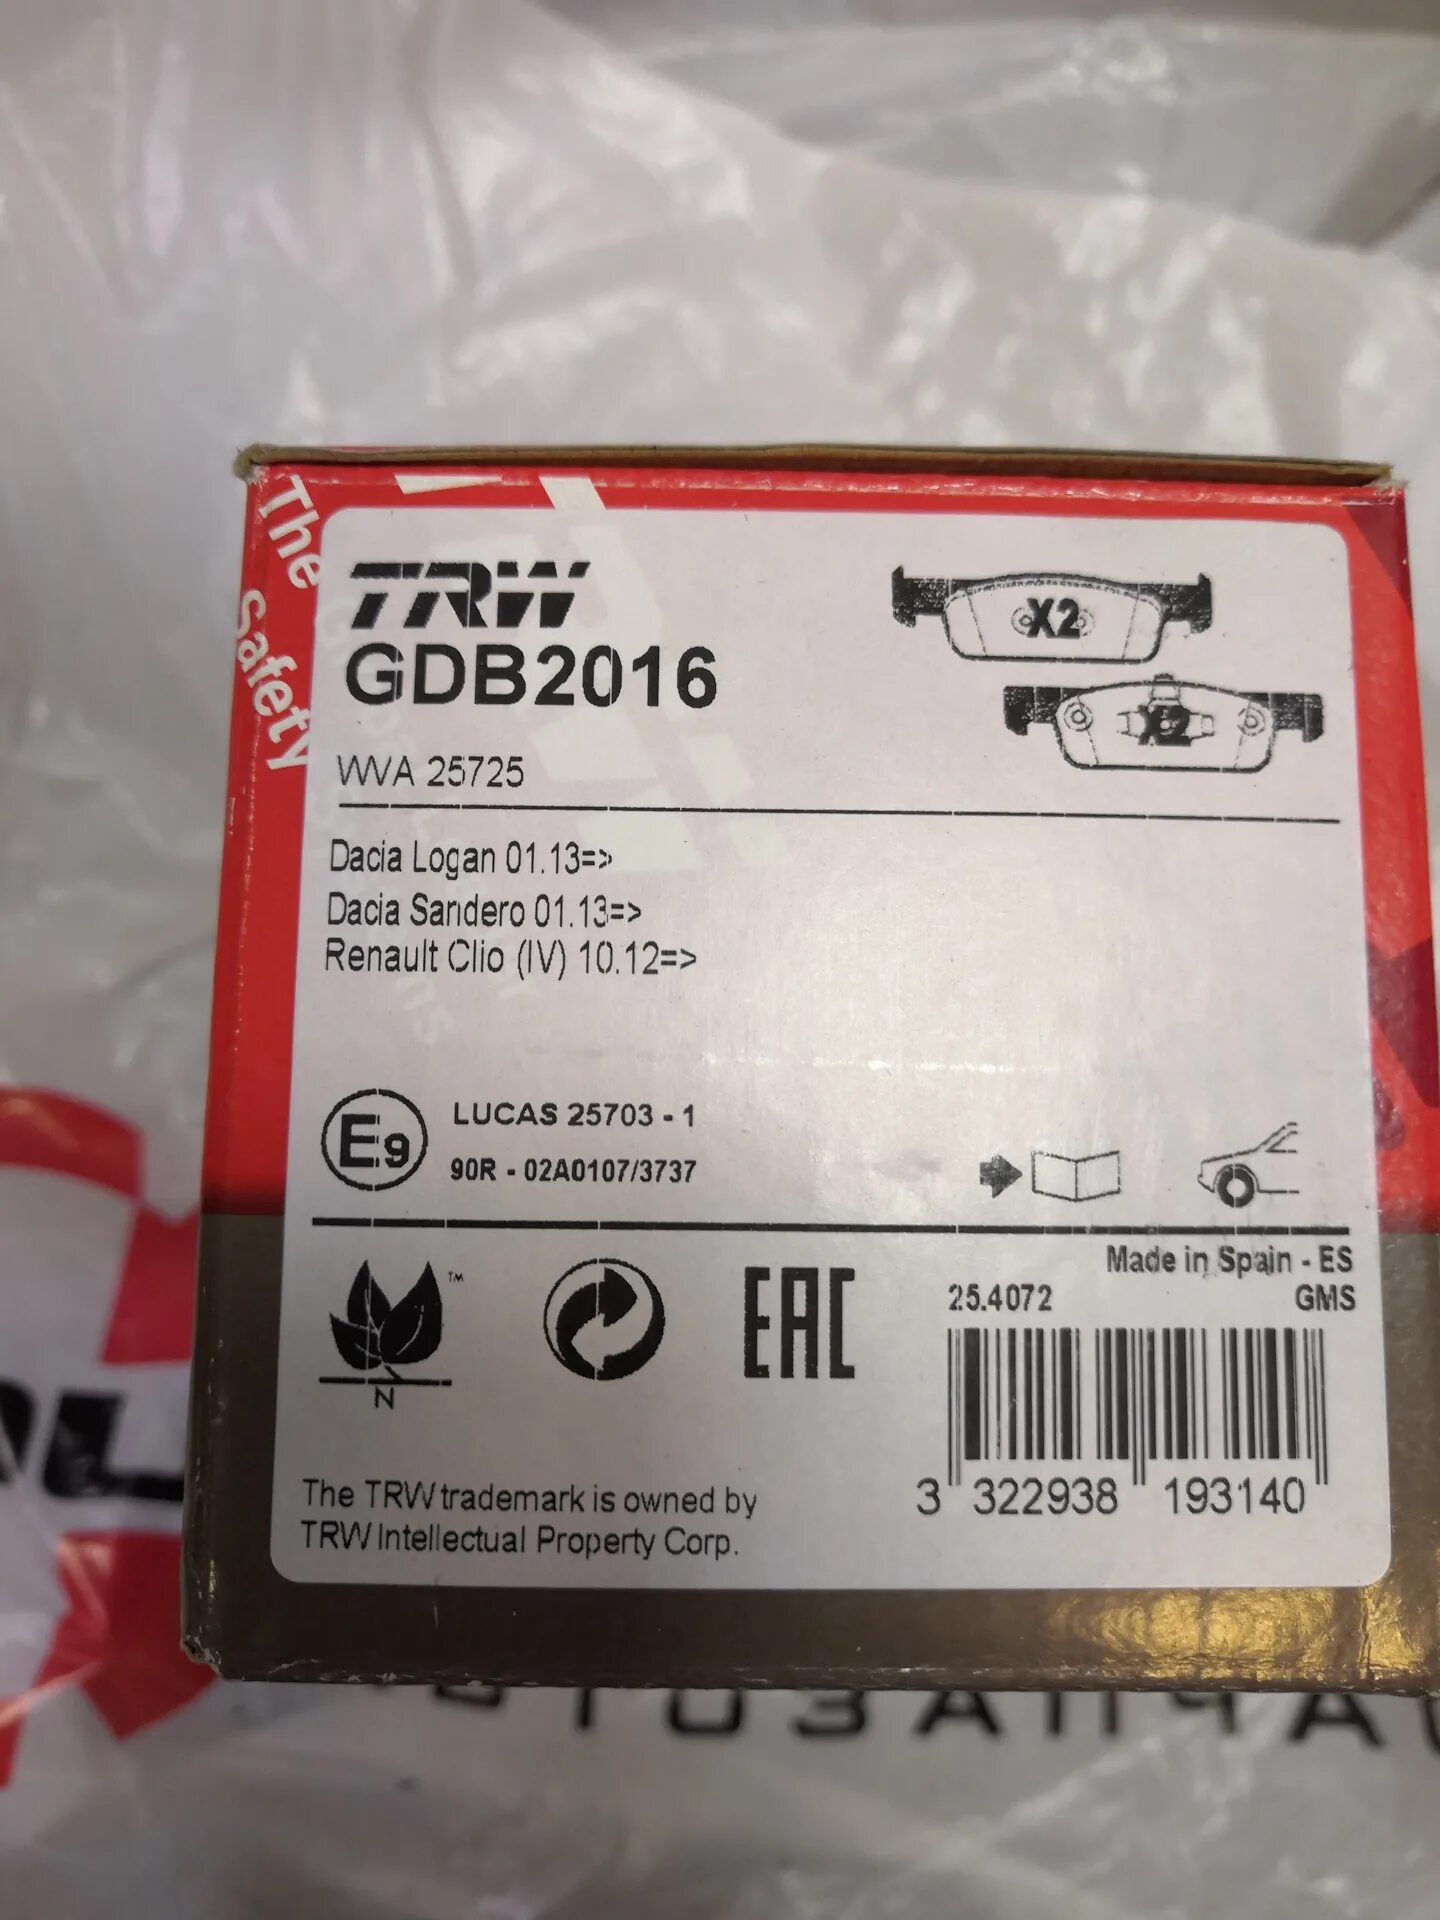 The
Safety
TRW
GDB2016
X2
X2
WVA 25725
Dacia Logan 01.13=>
Dacia Sandero 01.13=>
Renault Clio (IV) 10.12=>
E9
LUCAS 25703 - 1
90R - 02A0107/3737
Made in Spain - ES
25.4072 GMS
TM
N
EAC
3 322938 193140
The TRW trademark is owned by
TRW Intellectual Property Corp.